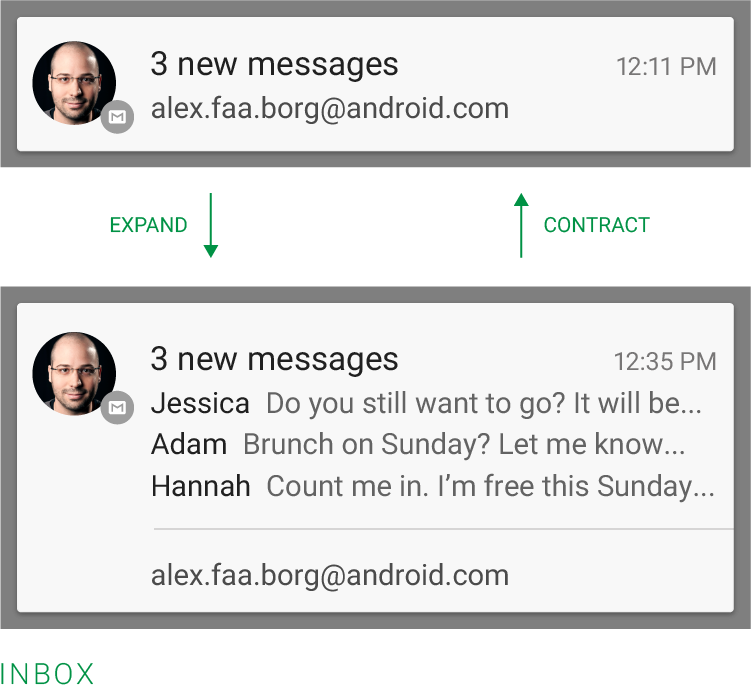 3 new messages 12:11 PM
alex.faa.borg@android.com
EXPAND CONTRACT
3 new messages 12:35 PM
Jessica Do you still want to go? It will be...
Adam Brunch on Sunday? Let me know...
Hannah Count me in. I’m free this Sunday...
alex.faa.borg@android.com
INBOX